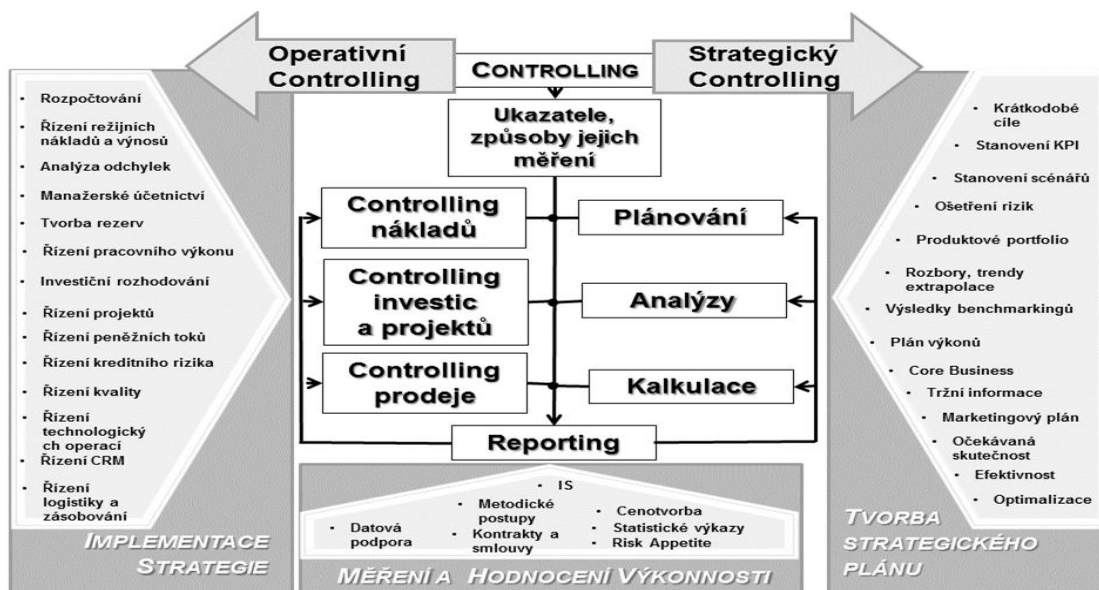 Operativní
Controlling
CONTROLLING
Strategický
Controlling
• Rozpočtování
• Řízení režijních
nákladů a výnosů
• Analýza odchylek
• Manažerské účetnictví
• Tvorba rezerv
• Řízení pracovního výkonu
• Investiční rozhodování
• Řízení projektů
• Řízení peněžních toků
• Řízení kreditního rizika
• Řízení kvality
• Řízení
technologický
ch operací
• Řízení CRM
• Řízení
logistiky a
zásobování
IMPLEMENTACE
STRATEGIE
Ukazatele,
způsoby jejich
měření
Controlling
nákladů
Plánování
Controlling
investic
a projektů
Analýzy
Controlling
prodeje
Kalkulace
Reporting
• IS
• Metodické
postupy
• Cenotvorba
• Datová
podpora
• Kontrakty a
smlouvy
• Statistické výkazy
• Risk Appetite
MĚŘENÍ A HODNOCENÍ VÝKONNOSTI
• Krátkodobé
cíle
• Stanovení KPI
• Stanovení scénářů
• Ošetření rizik
• Produktové portfolio
• Rozbory, trendy
extrapolace
• Výsledky benchmarkingů
• Plán výkonů
• Core Business
• Tržní informace
• Marketingový plán
• Očekávaná
skutečnost
• Efektivnost
• Optimalizace
TVORBA
STRATEGICKÉHO
PLÁNU